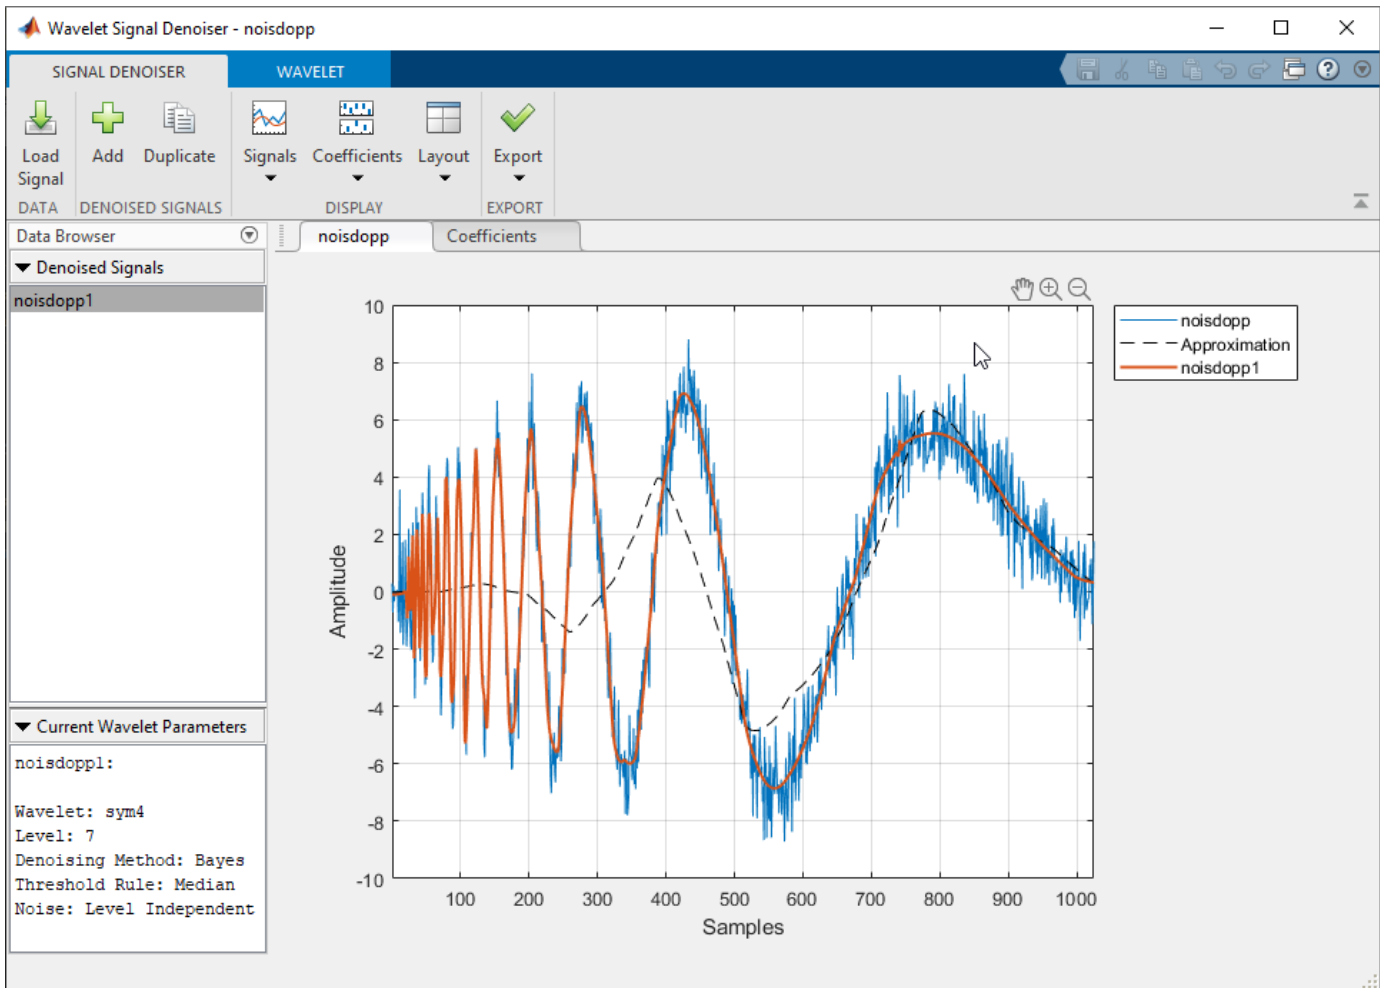 Wavelet Signal Denoiser - noisdopp
SIGNAL DENOISER
WAVELET
Load Signal
Add
Duplicate
Signals
Coefficients
Layout
Export
DATA
DENOISED SIGNALS
DISPLAY
EXPORT
Data Browser
noisdopp
Coefficients
Denoised Signals
noisdopp1
10
8
6
4
2
0
-2
-4
-6
-8
-10
Amplitude
100
200
300
400
500
600
700
800
900
1000
Samples
noisdopp
Approximation
noisdopp1
Current Wavelet Parameters
noisdopp1:
Wavelet: sym4
Level: 7
Denoising Method: Bayes
Threshold Rule: Median
Noise: Level Independent